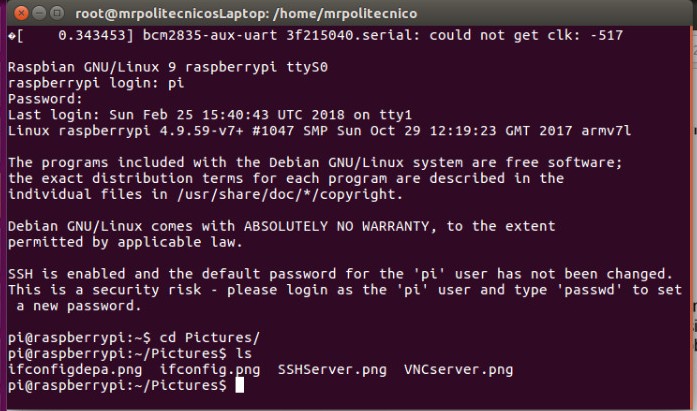 root@mrpolitecnicosLaptop: /home/mrpolitecnico
�[    0.343453] bcm2835-aux-uart 3f215040.serial: could not get clk: -517
Raspbian GNU/Linux 9 raspberrypi ttyS0
raspberrypi login: pi
Password:
Last login: Sun Feb 25 15:40:43 UTC 2018 on tty1
Linux raspberrypi 4.9.59-v7+ #1047 SMP Sun Oct 29 12:19:23 GMT 2017 armv7l
The programs included with the Debian GNU/Linux system are free software;
the exact distribution terms for each program are described in the
individual files in /usr/share/doc/*/copyright.
Debian GNU/Linux comes with ABSOLUTELY NO WARRANTY, to the extent
permitted by applicable law.
SSH is enabled and the default password for the 'pi' user has not been changed.
This is a security risk - please login as the 'pi' user and type 'passwd' to set
 a new password.
pi@raspberrypi:~$ cd Pictures/
pi@raspberrypi:~/Pictures$ ls
ifconfigdepa.png  ifconfig.png  SSHServer.png  VNCserver.png
pi@raspberrypi:~/Pictures$